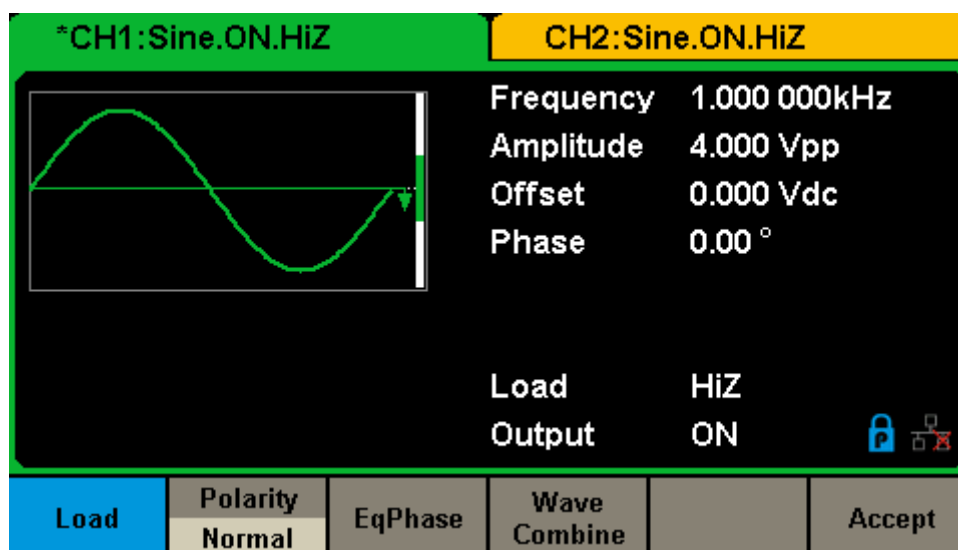 *CH1:Sine.ON.HiZ
CH2:Sine.ON.HiZ
Frequency 1.000 000kHz
Amplitude 4.000 Vpp
Offset 0.000 Vdc
Phase 0.00 °
Load HiZ
Output ON
P
Load
Polarity
Normal
EqPhase
Wave
Combine
Accept